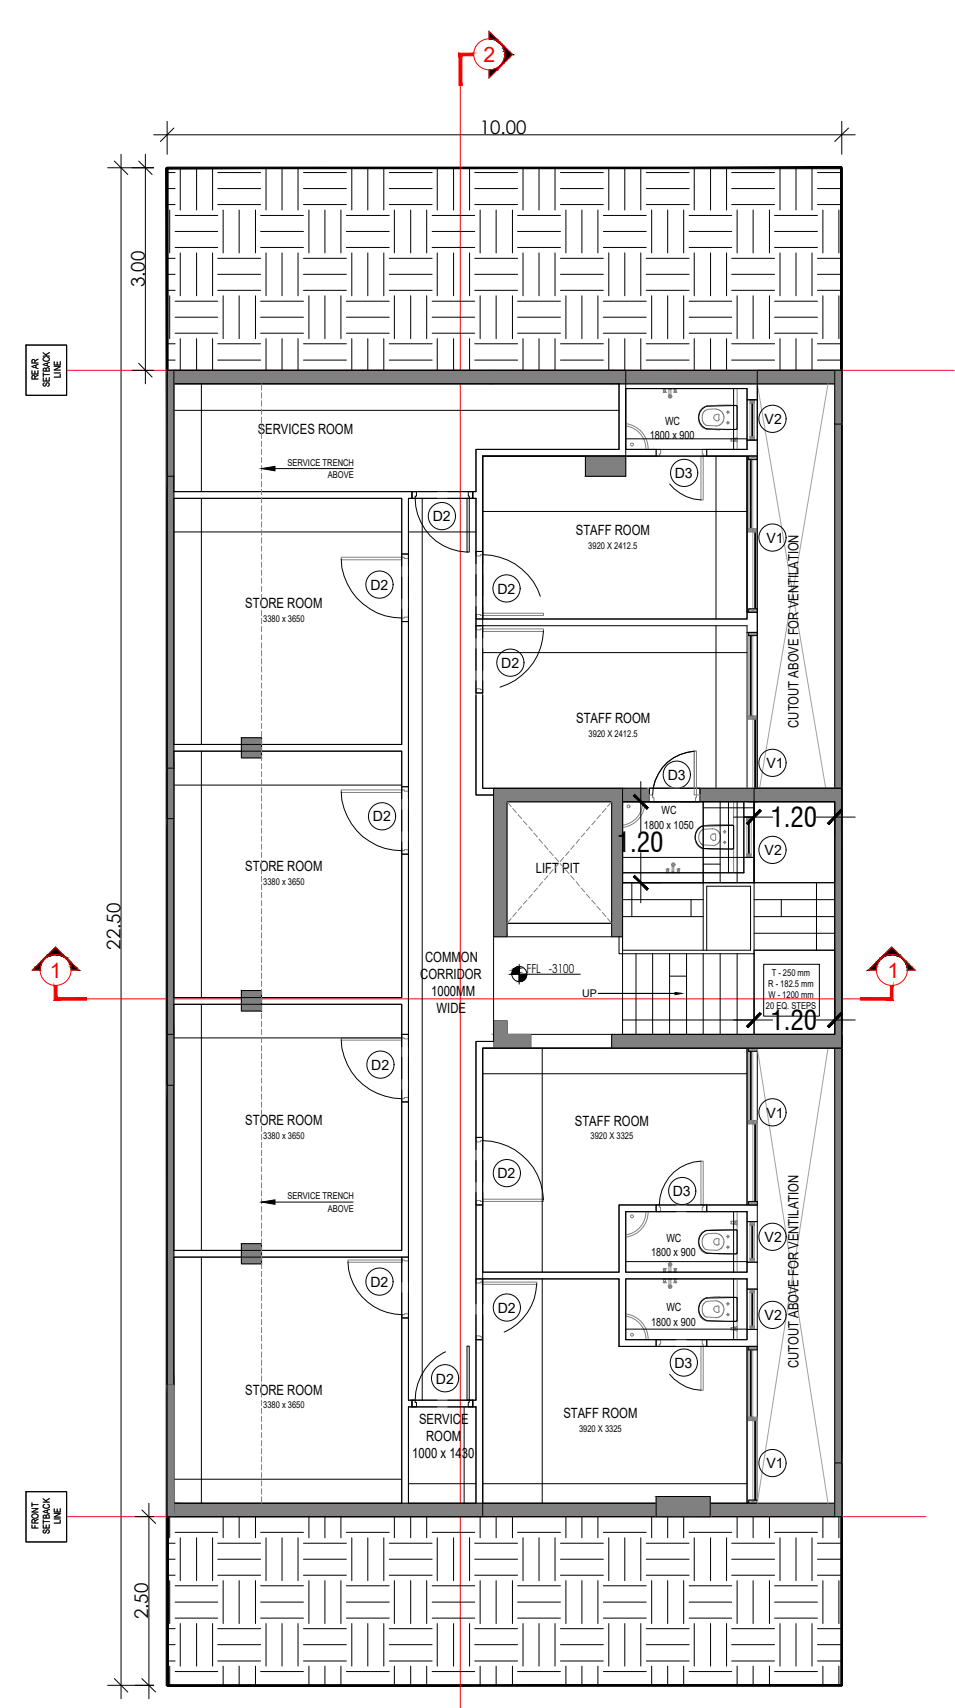 2
10.00
3.00
REAR
SETBACK
LINE
WC
1800 x 900
V2
SERVICES ROOM
SERVICE TRENCH
ABOVE
D3
D2
STAFF ROOM
3920 X 2412.5
V1
CUTOUT ABOVE FOR VENTILATION
D2
D2
STORE ROOM
3380 x 3650
D2
STAFF ROOM
3920 X 2412.5
V1
D3
D2
WC
1800 x 1050
1.20
1.20
V2
LIFT PIT
STORE ROOM
3380 x 3650
22.50
COMMON
CORRIDOR
1000MM
WIDE
FFL -3100
UP
T - 250 mm
R - 182.5 mm
W - 1200 mm
20 EQ. STEPS
1.20
1
1
D2
STORE ROOM
3380 x 3650
STAFF ROOM
3920 X 3325
V1
D2
D3
SERVICE TRENCH
ABOVE
WC
1800 x 900
V2
CUTOUT ABOVE FOR VENTILATION
D2
D2
WC
1800 x 900
V2
D3
D2
STORE ROOM
3380 x 3650
SERVICE
ROOM
1000 x 1430
STAFF ROOM
3920 X 3325
V1
FRONT
SETBACK
LINE
2.50